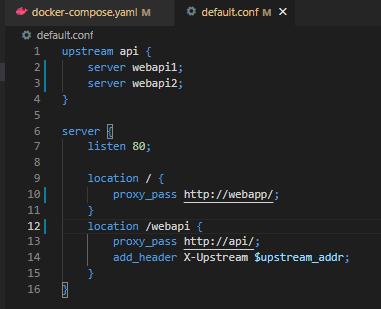 docker-compose.yaml M
default.conf M
default.conf
1 upstream api {
2 server webapi1;
3 server webapi2;
4 }
5
6 server {
7 listen 80;
8
9 location / {
10 proxy_pass http://webapp/;
11 }
12 location /webapi {
13 proxy_pass http://api/;
14 add_header X-Upstream $upstream_addr;
15 }
16 }